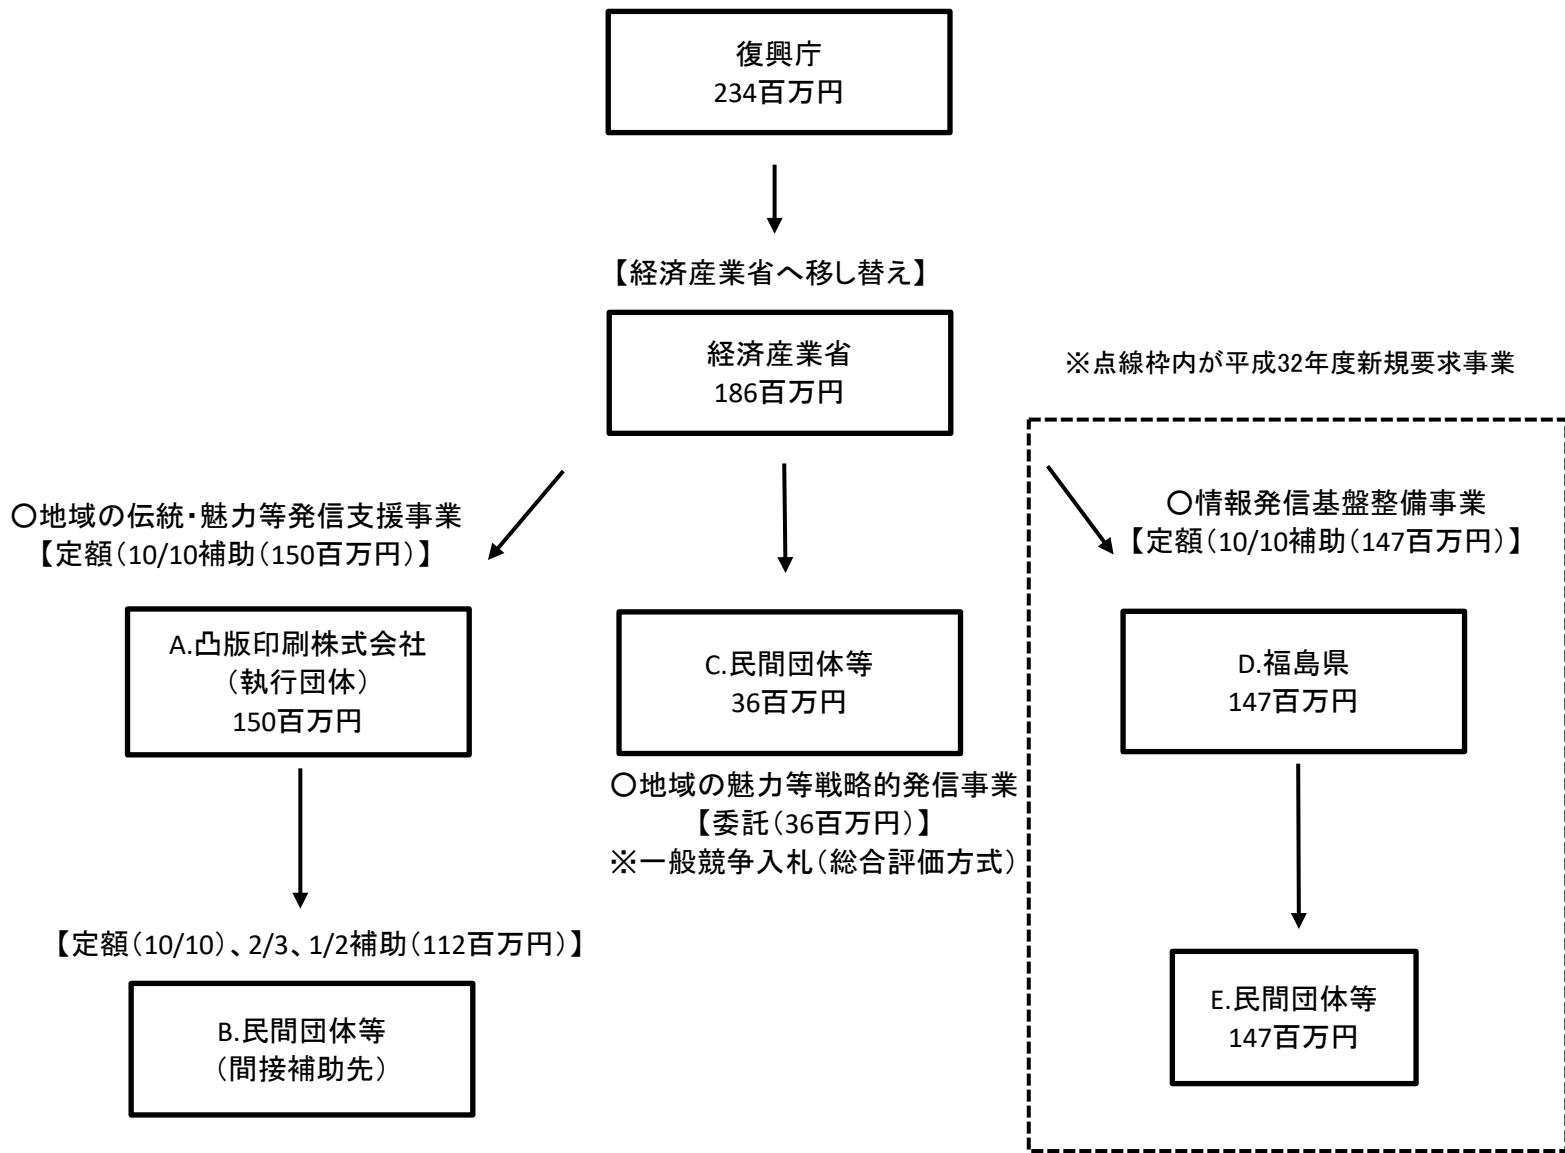 復興庁
234百万円
【経済産業省へ移し替え】
経済産業省
186百万円
※点線枠内が平成32年度新規要求事業
〇地域の伝統・魅力等発信支援事業
【定額(10/10補助(150百万円)】
〇情報発信基盤整備事業
【定額(10/10補助(147百万円)】
A.凸版印刷株式会社
(執行団体)
150百万円
C.民間団体等
36百万円
D.福島県
147百万円
〇地域の魅力等戦略的発信事業
【委託(36百万円)】
※一般競争入札(総合評価方式)
【定額(10/10)、2/3、1/2補助(112百万円)】
B.民間団体等
(間接補助先)
E.民間団体等
147百万円